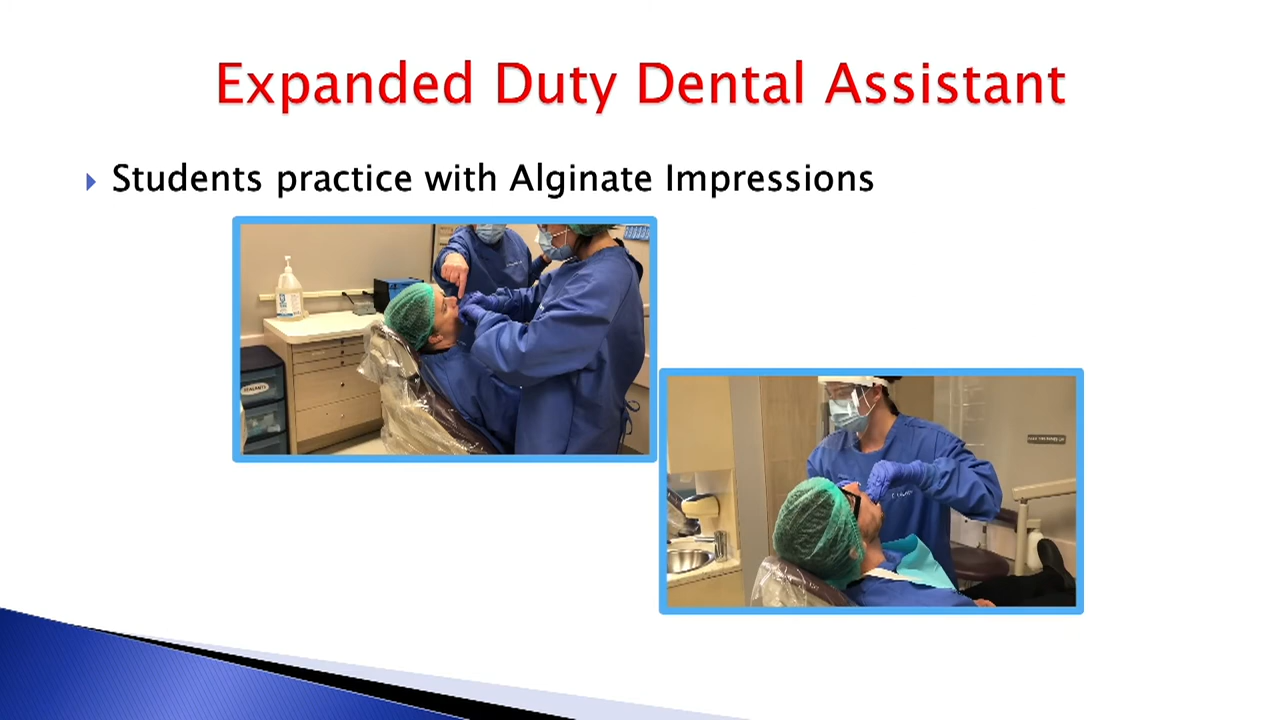 Expanded Duty Dental Assistant
Students practice with Alginate Impressions